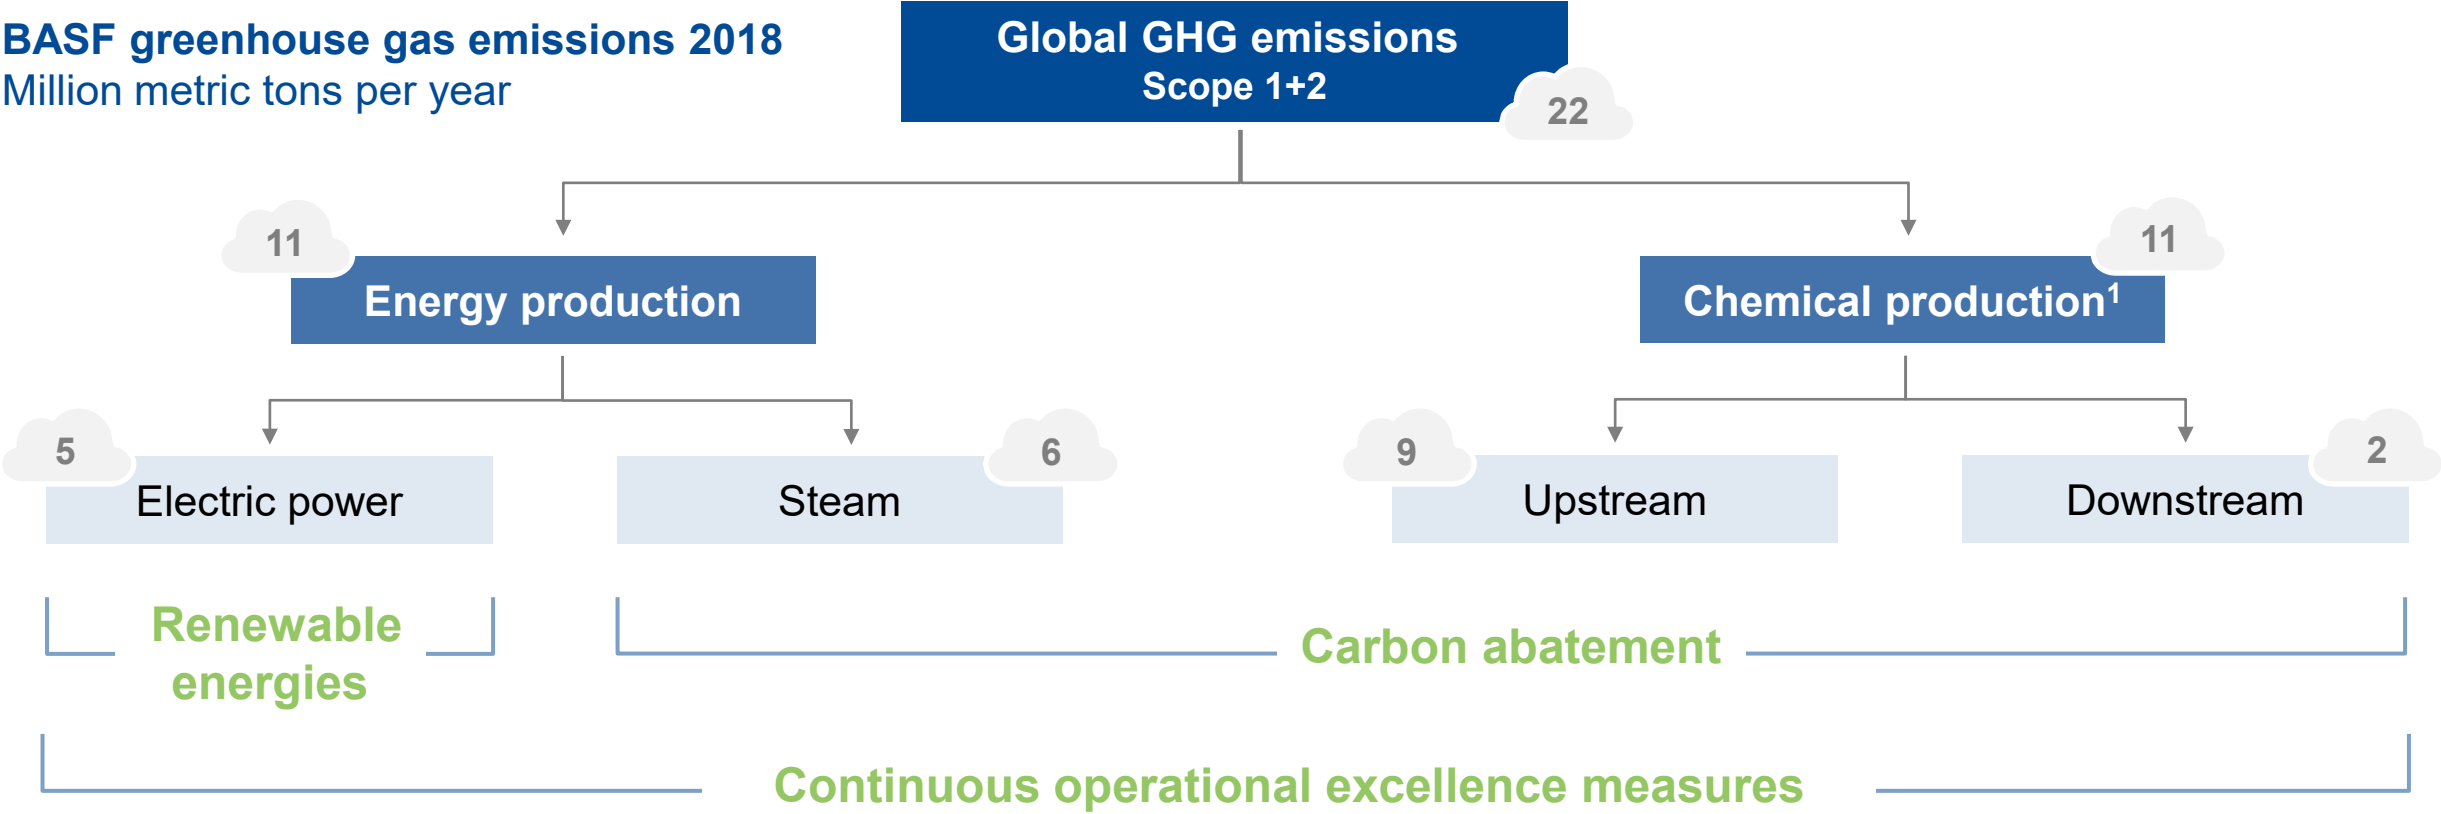 BASF greenhouse gas emissions 2018
Million metric tons per year
Global GHG emissions
Scope 1+2
22
11
11
Energy production
Chemical production¹
5
6
9
2
Electric power
Steam
Upstream
Downstream
Renewable
energies
Carbon abatement
Continuous operational excellence measures